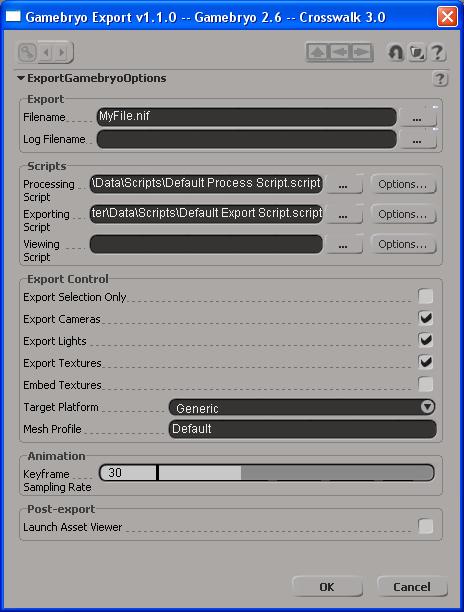 Gamebryo Export v1.1.0 -- Gamebryo 2.6 -- Crosswalk 3.0
?
ExportGamebryoOptions ?
Export
Filename MyFile.nif ...
Log Filename ...
Scripts
Processing Script \Data\Scripts\Default Process Script.script ... Options...
Exporting Script ter\Data\Scripts\Default Export Script.script ... Options...
Viewing Script ... Options...
Export Control
Export Selection Only
Export Cameras
Export Lights
Export Textures
Embed Textures
Target Platform Generic
Mesh Profile Default
Animation
Keyframe Sampling Rate 30
Post-export
Launch Asset Viewer
OK Cancel